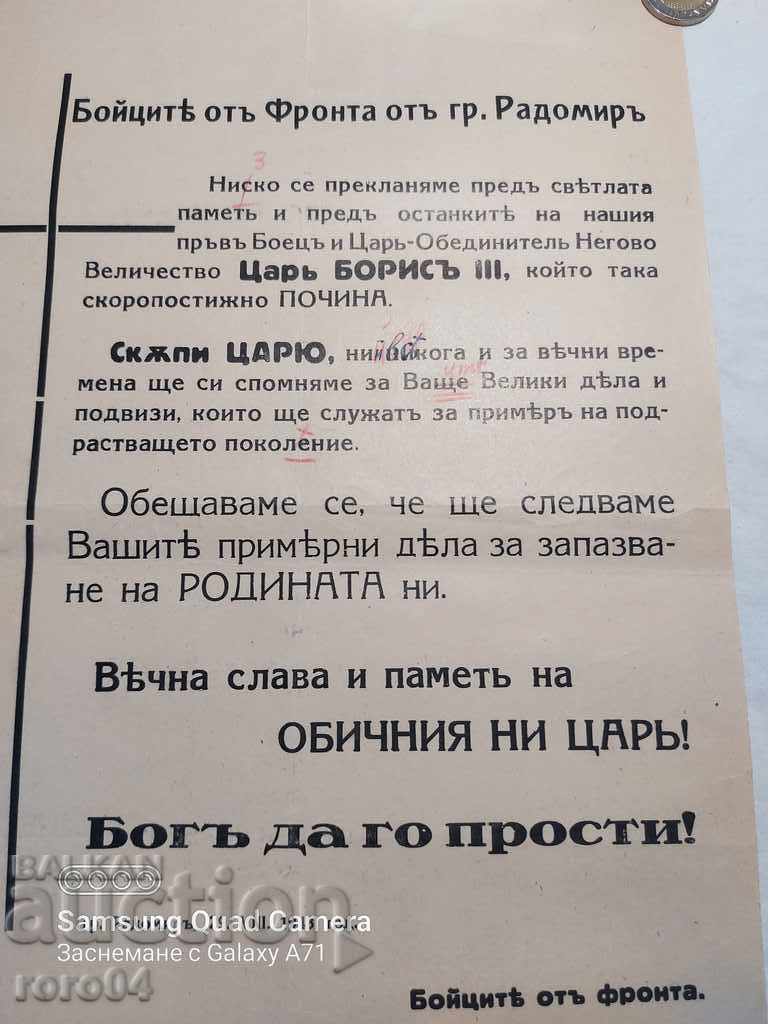 Бойцитѣ отъ Фронта отъ гр. Радомиръ
3
Ниско се прекланяме предъ свѣтлата
паметь и предъ останкитѣ на нашия
пръвъ Боецъ и Царь-Обединитель Негово
Величество Царь БОРИСЪ III, който така
скоропостижно ПОЧИНА.
Скѫпи ЦАРЮ, ний и за вѣчни вре-
мена ще си спомняме за Ваще Велики дѣла и
подвизи, които ще служатъ за примѣръ на под-
растващето поколение.
Обещаваме се, че ще следваме
Вашитѣ примѣрни дѣла за запазва-
не на РОДИНАТА ни.
Вѣчна слава и паметь на
ОБИЧНИЯ НИ ЦАРЬ!
Богъ да го прости!
BALKAN
auction
Samsung Quad Camera
Заснемане с Galaxy A71
roro04
Бойцитѣ отъ фронта.